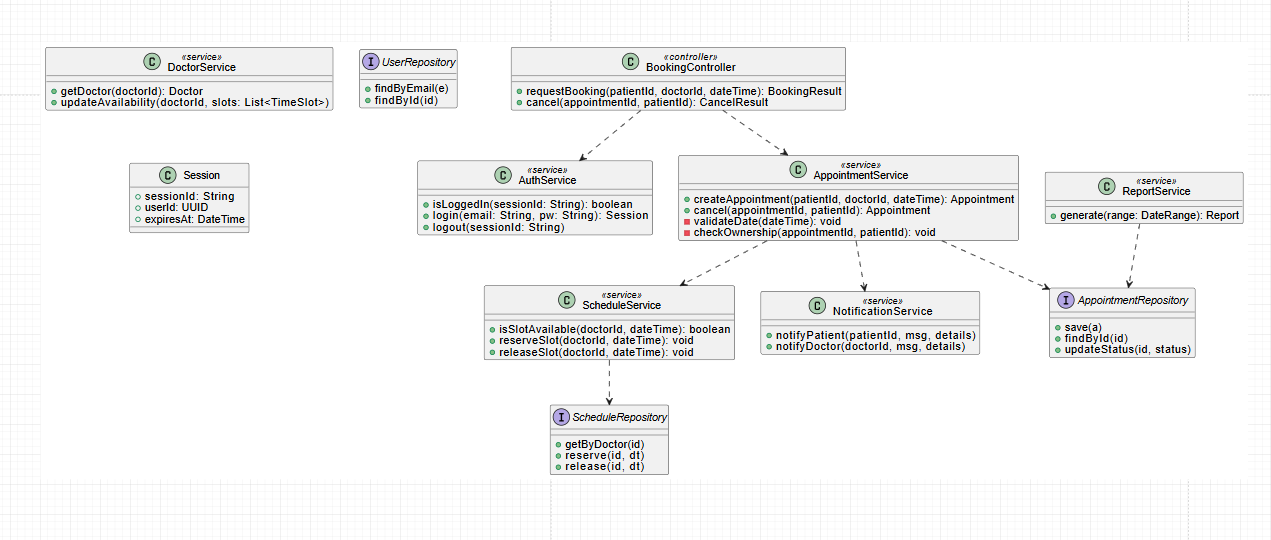 «service»
C DoctorService
getDoctor(doctorId): Doctor
updateAvailability(doctorId, slots: List<TimeSlot>)
I UserRepository
findByEmail(e)
findById(id)
«controller»
C BookingController
requestBooking(patientId, doctorId, dateTime): BookingResult
cancel(appointmentId, patientId): CancelResult
C Session
sessionId: String
userId: UUID
expiresAt: DateTime
«service»
C AuthService
isLoggedIn(sessionId: String): boolean
login(email: String, pw: String): Session
logout(sessionId: String)
«service»
C AppointmentService
createAppointment(patientId, doctorId, dateTime): Appointment
cancel(appointmentId, patientId): Appointment
validateDate(dateTime): void
checkOwnership(appointmentId, patientId): void
«service»
C ReportService
generate(range: DateRange): Report
«service»
C ScheduleService
isSlotAvailable(doctorId, dateTime): boolean
reserveSlot(doctorId, dateTime): void
releaseSlot(doctorId, dateTime): void
«service»
C NotificationService
notifyPatient(patientId, msg, details)
notifyDoctor(doctorId, msg, details)
I AppointmentRepository
save(a)
findById(id)
updateStatus(id, status)
I ScheduleRepository
getByDoctor(id)
reserve(id, dt)
release(id, dt)